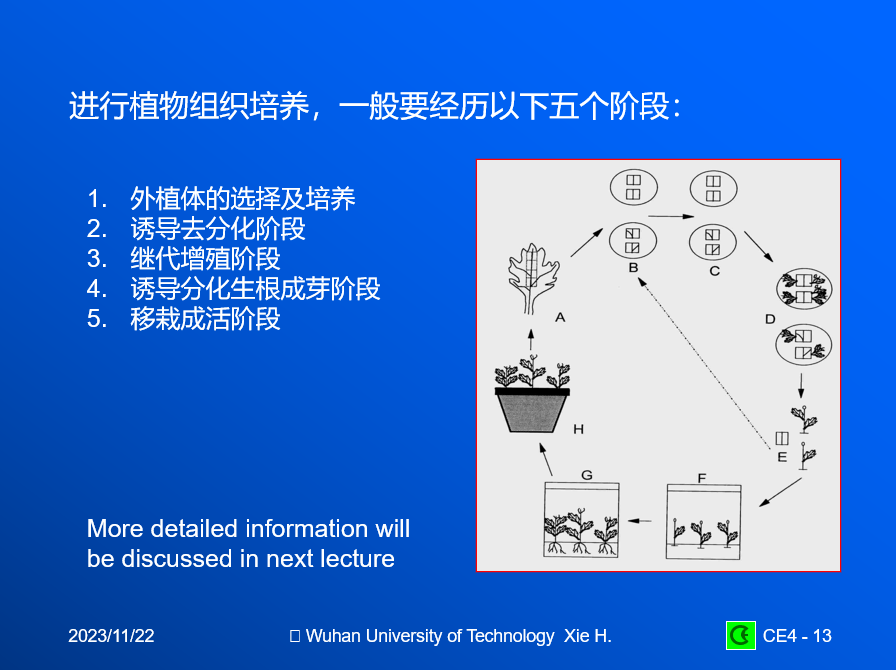 进行植物组织培养，一般要经历以下五个阶段：
1. 外植体的选择及培养
2. 诱导去分化阶段
3. 继代增殖阶段
4. 诱导分化生根成芽阶段
5. 移栽成活阶段
A
B
C
D
E
F
G
H
More detailed information will
be discussed in next lecture
2023/11/22
Wuhan University of Technology Xie H.
CE4 - 13